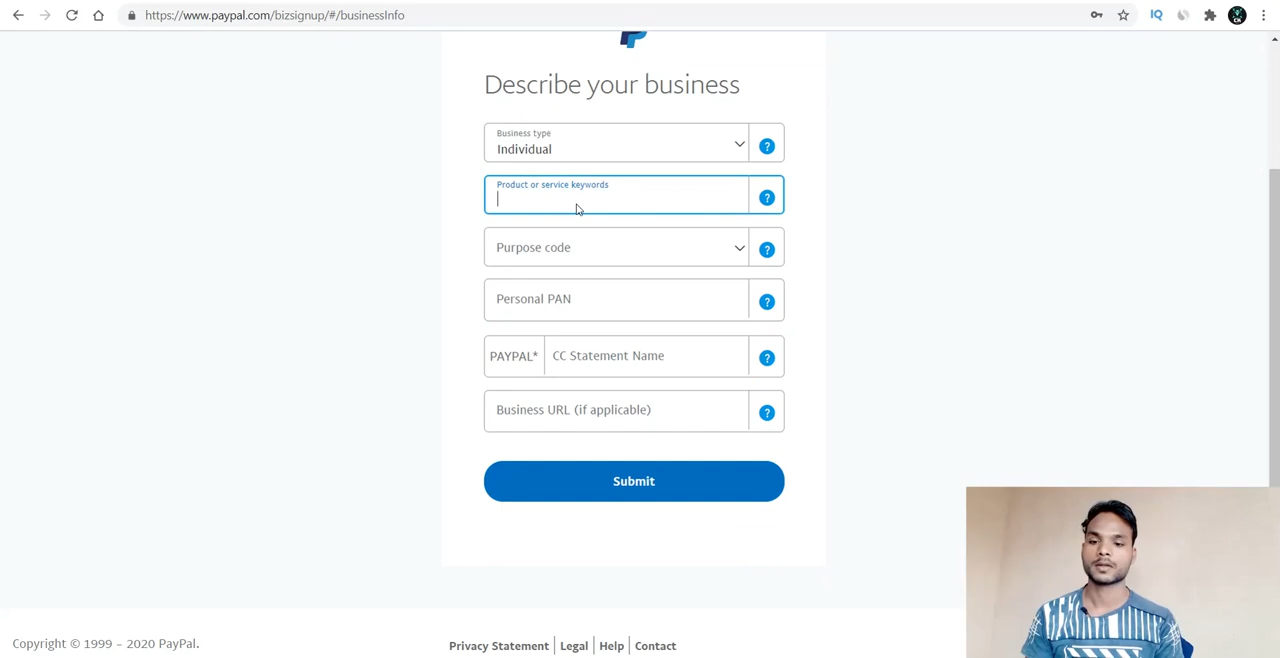 https://www.paypal.com/bizsignup/#/businessInfo
IQ
Describe your business
Business type
Individual
Product or service keywords
Purpose code
Personal PAN
PAYPAL* CC Statement Name
Business URL (if applicable)
Submit
Copyright © 1999 – 2020 PayPal.
Privacy Statement Legal Help Contact